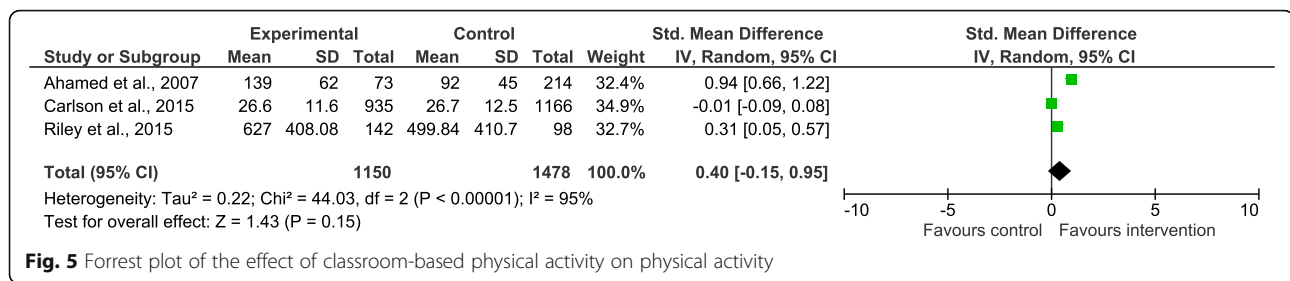 Experimental Control Std. Mean Difference Std. Mean Difference
Study or Subgroup Mean SD Total Mean SD Total Weight IV, Random, 95% CI IV, Random, 95% CI
Ahamed et al., 2007 139 62 73 92 45 214 32.4% 0.94 [0.66, 1.22]
Carlson et al., 2015 26.6 11.6 935 26.7 12.5 1166 34.9% -0.01 [-0.09, 0.08]
Riley et al., 2015 627 408.08 142 499.84 410.7 98 32.7% 0.31 [0.05, 0.57]
Total (95% CI) 1150 1478 100.0% 0.40 [-0.15, 0.95]
Heterogeneity: Tau² = 0.22; Chi² = 44.03, df = 2 (P < 0.00001); I² = 95%
Test for overall effect: Z = 1.43 (P = 0.15)
-10 -5 0 5 10
Favours control Favours intervention
Fig. 5 Forrest plot of the effect of classroom-based physical activity on physical activity